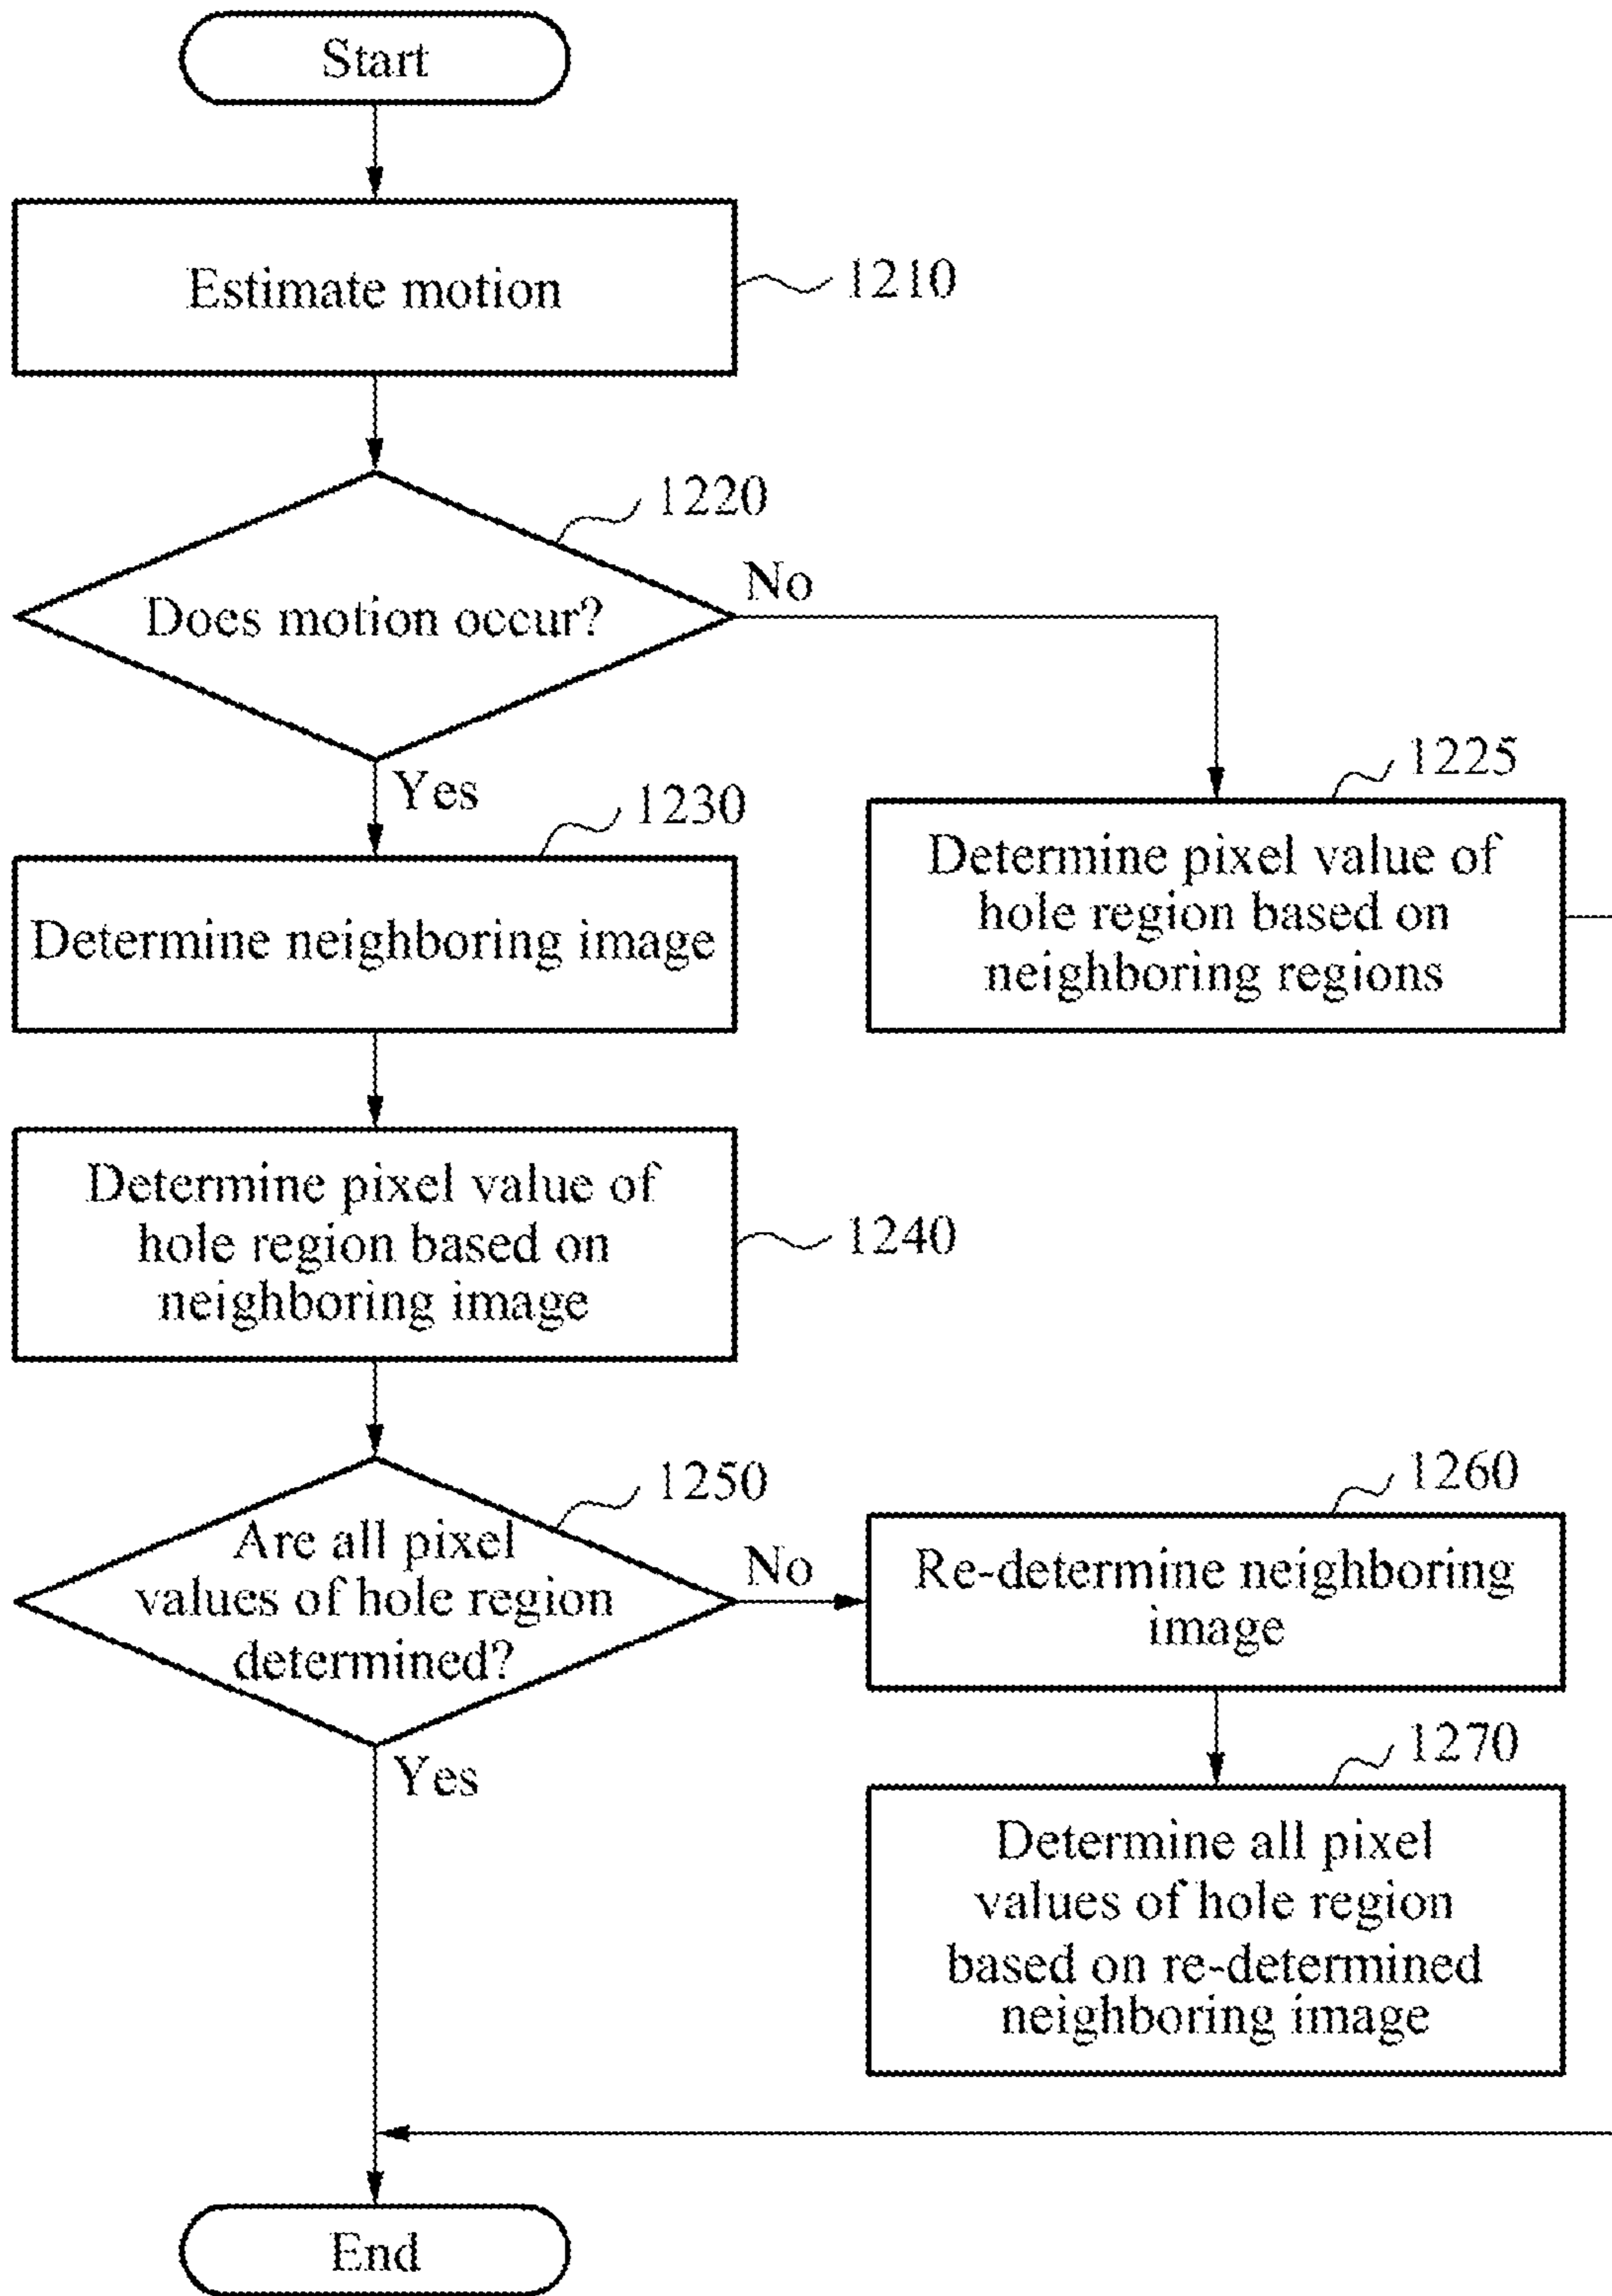 Start
Estimate motion
1210
1220
Does motion occur?
No
Yes
1225
Determine pixel value of
hole region based on
neighboring regions
1230
Determine neighboring image
Determine pixel value of
hole region based on
neighboring image
1240
1250
Are all pixel
values of hole region
determined?
No
Yes
1260
Re-determine neighboring
image
1270
Determine all pixel
values of hole region
based on re-determined
neighboring image
End